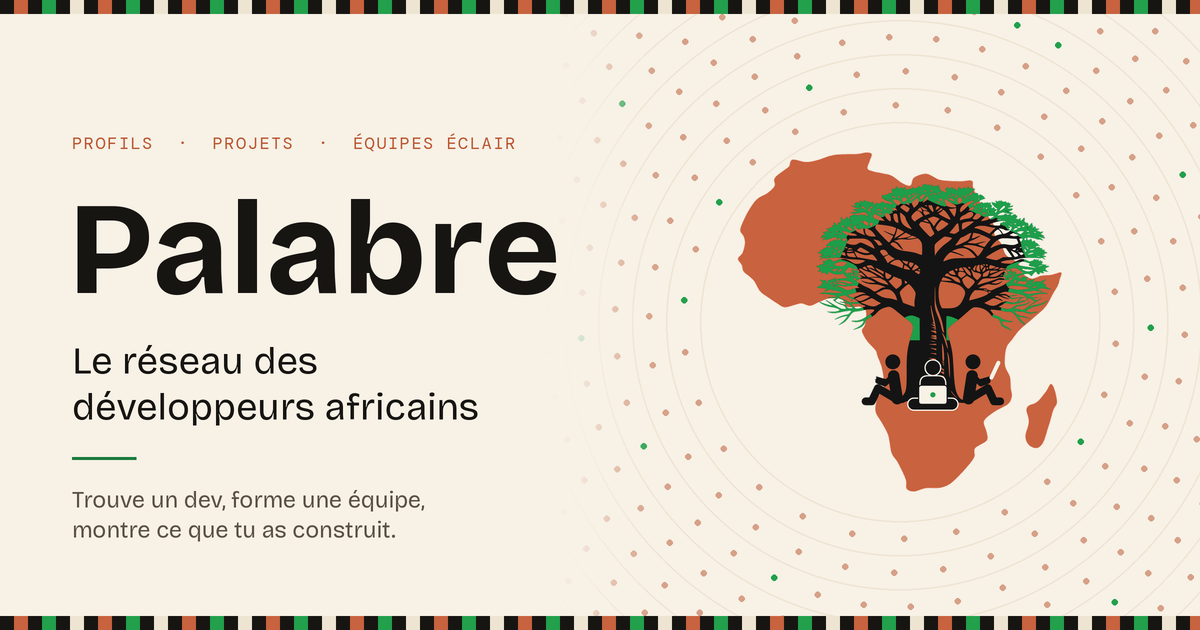 PROFILS · PROJETS · ÉQUIPES ÉCLAIR
Palabre
Le réseau des
développeurs africains
Trouve un dev, forme une équipe,
montre ce que tu as construit.